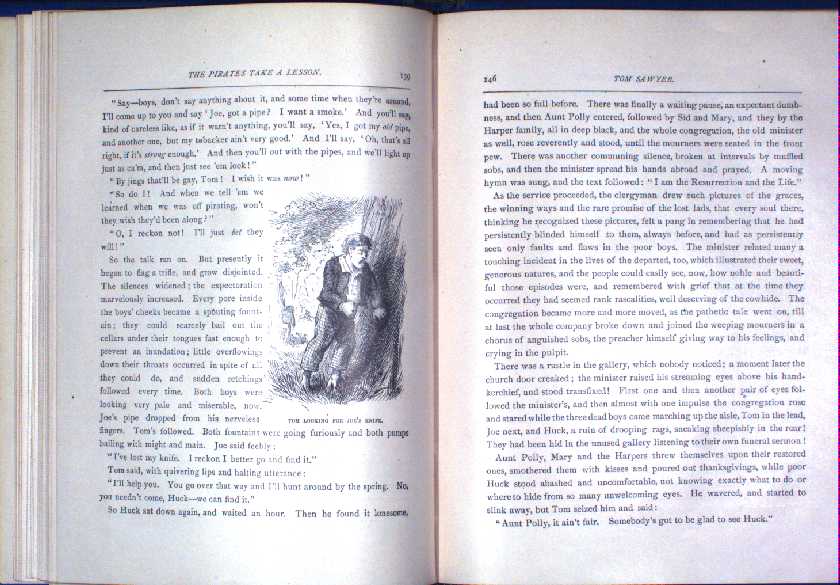 THE PIRATES TAKE A LESSON. 139
"Say—boys, don't say anything about it, and some time when they're around,
I'll come up to you and say 'Joe, got a pipe? I want a smoke.' And you'll say,
kind of careless like, as if it warn't anything, you'll say, 'Yes, I got my old pipe,
and another one, but my tobacker ain't very good.' And I'll say, 'Oh, that's all
right, if it's strong enough.' And then you'll out with the pipes, and we'll light up
just as ca'm, and then just see 'em look!"
"By jings that'll be gay, Tom! I wish it was now!"
"So do I! And when we tell 'em we
learned when we was off pirating, won't
they wish they'd been along?"
"O, I reckon not! I'll just bet they
will!"
So the talk ran on. But presently it
began to flag a trifle, and grow disjointed.
The silences widened; the expectoration
marvelously increased. Every pore inside
the boys' cheeks became a spouting fount-
ain; they could scarcely bail out the
cellars under their tongues fast enough to
prevent an inundation; little overflowings
down their throats occurred in spite of all
they could do, and sudden retchings
followed every time. Both boys were
looking very pale and miserable, now.
Joe's pipe dropped from his nerveless
TOM LOOKING FOR JOE'S KNIFE.
fingers. Tom's followed. Both fountains were going furiously and both pumps
bailing with might and main. Joe said feebly:
"I've lost my knife. I reckon I better go and find it."
Tom said, with quivering lips and halting utterance:
"I'll help you. You go over that way and I'll hunt around by the spring. No,
you needn't come, Huck—we can find it."
So Huck sat down again, and waited an hour. Then he found it lonesome,
146 TOM SAWYER.
had been so full before. There was finally a waiting pause, an expectant dumb-
ness, and then Aunt Polly entered, followed by Sid and Mary, and they by the
Harper family, all in deep black, and the whole congregation, the old minister
as well, rose reverently and stood, until the mourners were seated in the front
pew. There was another communing silence, broken at intervals by muffled
sobs, and then the minister spread his hands abroad and prayed. A moving
hymn was sung, and the text followed: "I am the Resurrection and the Life."
As the service proceeded, the clergyman drew such pictures of the graces,
the winning ways and the rare promise of the lost lads, that every soul there,
thinking he recognized these pictures, felt a pang in remembering that he had
persistently blinded himself to them, always before, and had as persistently
seen only faults and flaws in the poor boys. The minister related many a
touching incident in the lives of the departed, too, which illustrated their sweet,
generous natures, and the people could easily see, now, how noble and beauti-
ful those episodes were, and remembered with grief that at the time they
occurred they had seemed rank rascalities, well deserving of the cowhide. The
congregation became more and more moved, as the pathetic tale went on, till
at last the whole company broke down and joined the weeping mourners in a
chorus of anguished sobs, the preacher himself giving way to his feelings, and
crying in the pulpit.
There was a rustle in the gallery, which nobody noticed; a moment later the
church door creaked; the minister raised his streaming eyes above his hand-
kerchief, and stood transfixed! First one and then another pair of eyes fol-
lowed the minister's, and then almost with one impulse the congregation rose
and stared while the three dead boys came marching up the aisle, Tom in the lead,
Joe next, and Huck, a ruin of drooping rags, sneaking sheepishly in the rear!
They had been hid in the unused gallery listening to their own funeral sermon!
Aunt Polly, Mary and the Harpers threw themselves upon their restored
ones, smothered them with kisses and poured out thanksgivings, while poor
Huck stood abashed and uncomfortable, not knowing exactly what to do or
where to hide from so many unwelcoming eyes. He wavered, and started to
slink away, but Tom seized him and said:
"Aunt Polly, it ain't fair. Somebody's got to be glad to see Huck."